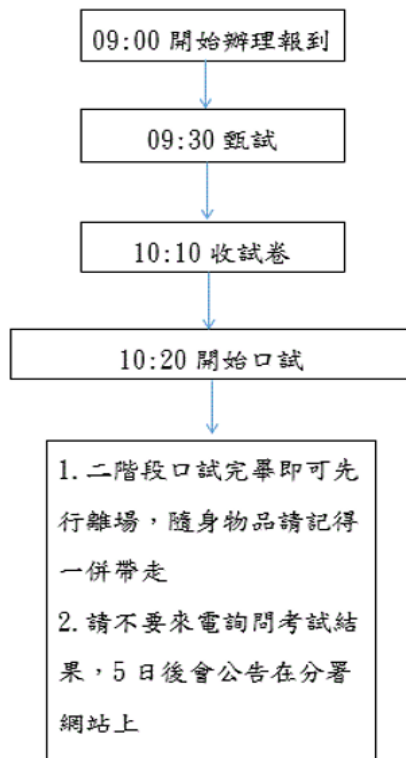 09:00 開始辦理報到
09:30 甄試
10:10 收試卷
10:20 開始口試
1.二階段口試完畢即可先
行離場，隨身物品請記得
一併帶走
2.請不要來電詢問考試結
果，5 日後會公告在分署
網站上